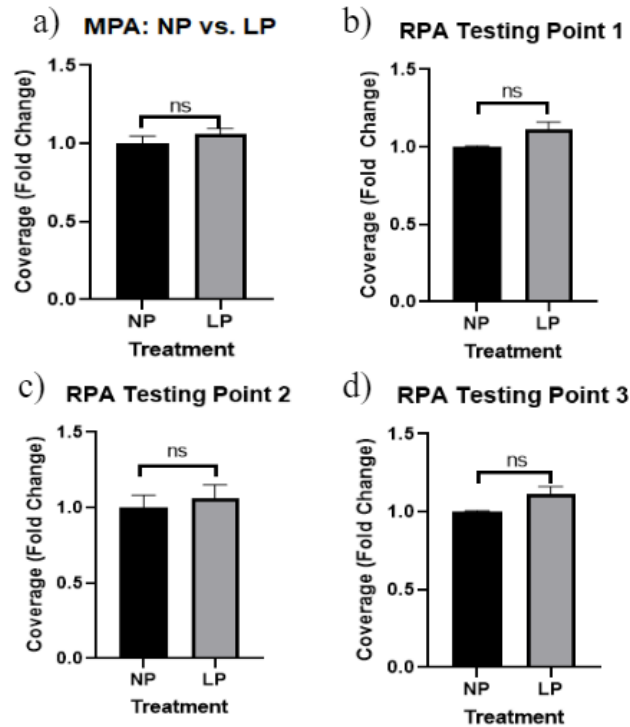 a) MPA: NP vs. LP
Coverage (Fold Change)
1.5
1.0
0.5
0.0
ns
NP LP
Treatment
b) RPA Testing Point 1
Coverage (Fold Change)
1.5
1.0
0.5
0.0
ns
NP LP
Treatment
c) RPA Testing Point 2
Coverage (Fold Change)
1.5
1.0
0.5
0.0
ns
NP LP
Treatment
d) RPA Testing Point 3
Coverage (Fold Change)
1.5
1.0
0.5
0.0
ns
NP LP
Treatment